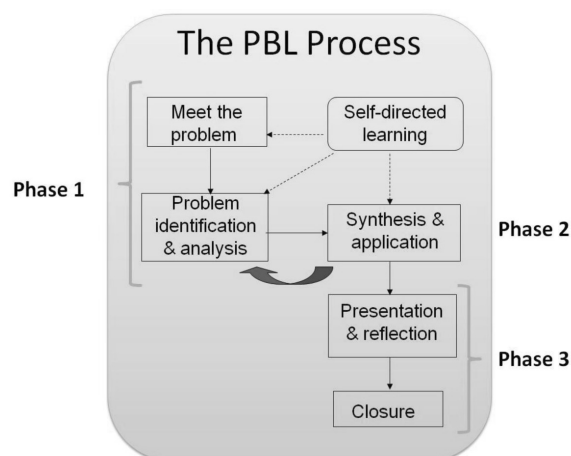 The PBL Process
Meet the
problem
Self-directed
learning
Phase 1
Problem
identification
& analysis
Synthesis &
application
Phase 2
Presentation
& reflection
Phase 3
Closure